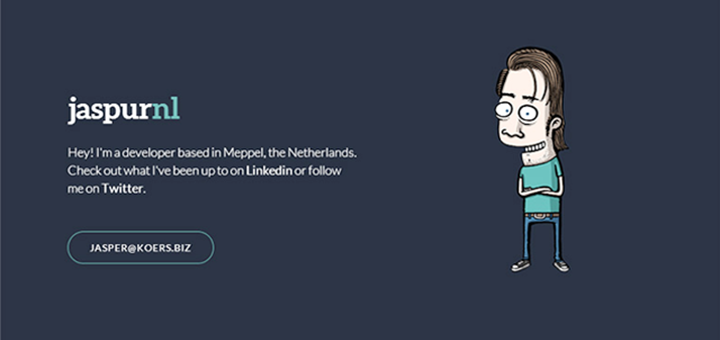 jaspurnl
Hey! I'm a developer based in Meppel, the Netherlands.
Check out what I've been up to on Linkedin or follow
me on Twitter.
JASPER@KOERS.BIZ